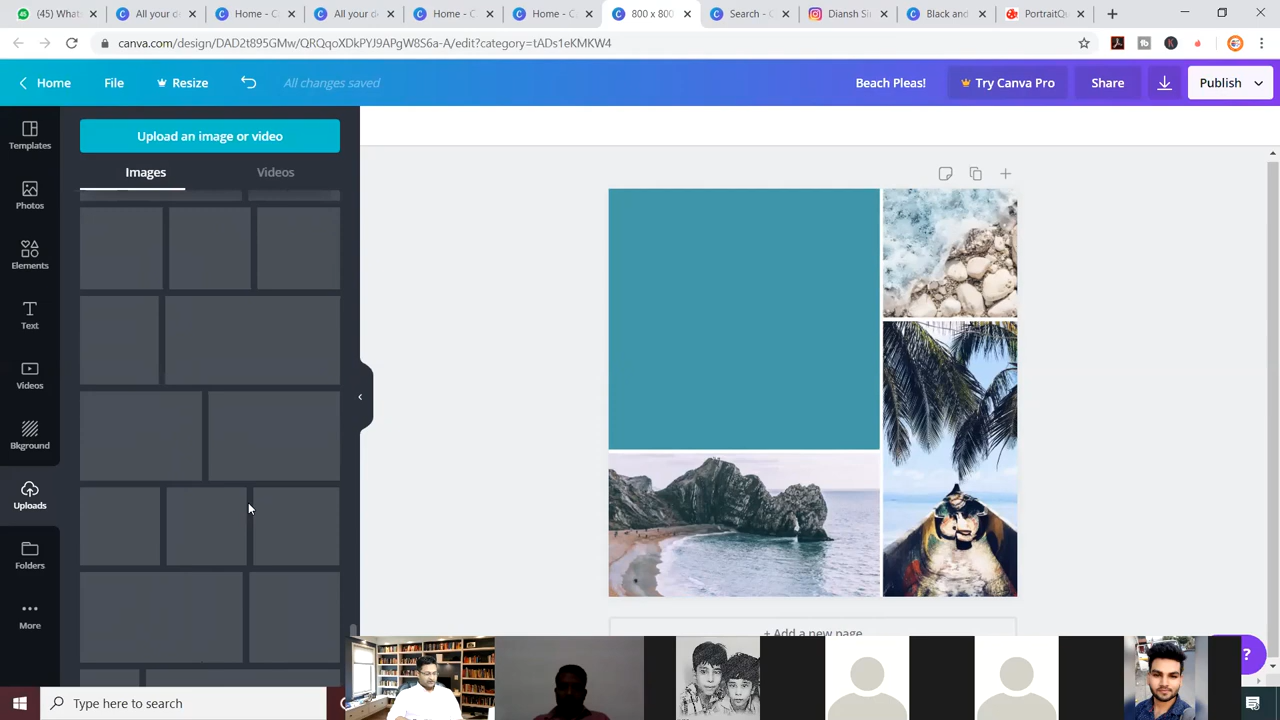 (45) Whats
All your d
Home - C
All your d
Home - C
Home - C
800 x 800
Search - C
Diansh Si
Black and
PortraitQu
canva.com/design/DAD2t895GMw/QRQqoXDkPYJ9APgW8S6a-A/edit?category=tADs1eKMKW4
Home
File
Resize
All changes saved
Beach Pleas!
Try Canva Pro
Share
Publish
Templates
Photos
Elements
Text
Videos
Bkground
Uploads
Folders
More
Upload an image or video
Images
Videos
+ Add a new page
?
Type here to search